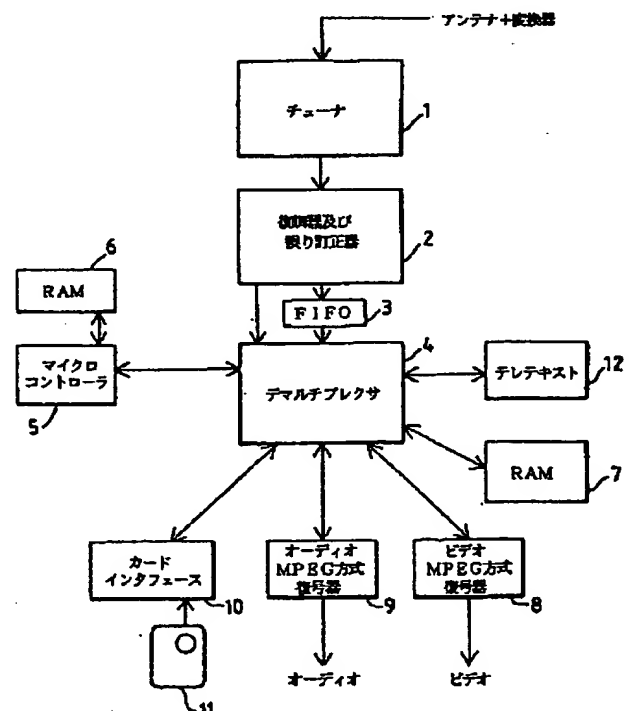 アンテナ+変換器
チューナ
1
復調器及び
誤り訂正器
2
6
RAM
FIFO
3
4
マイクロ
コントローラ
5
デマルチプレクサ
テレテキスト
12
RAM
7
カード
インタフェース
10
オーディオ
MPEG方式
復号器
9
ビデオ
MPEG方式
復号器
8
11
オーディオ
ビデオ